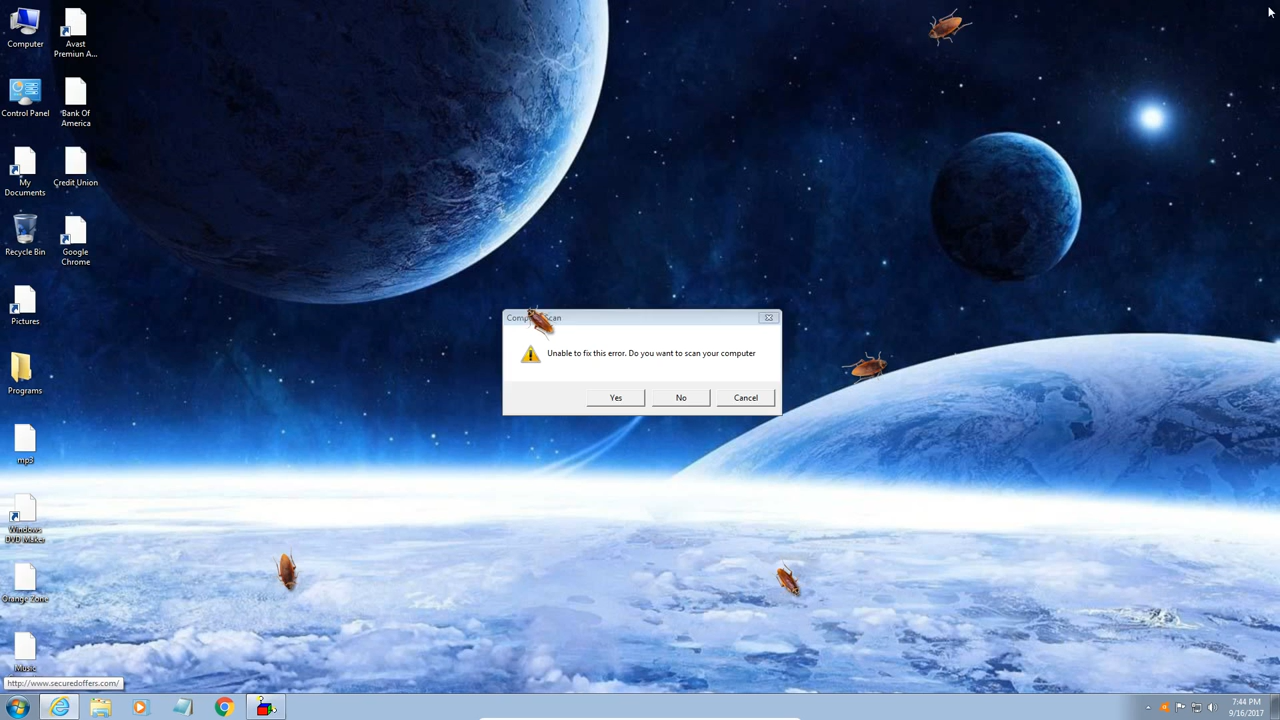 Computer
Avast
Premiun A...
Control Panel
Bank Of
America
My
Documents
Credit Union
Recycle Bin
Google
Chrome
Pictures
Programs
mp3
Windows
DVD Maker
Orange Zone
Music
Scan
Unable to fix this error. Do you want to scan your computer
Yes
No
Cancel
http://www.securedoffers.com/
7:44 PM
9/16/2017